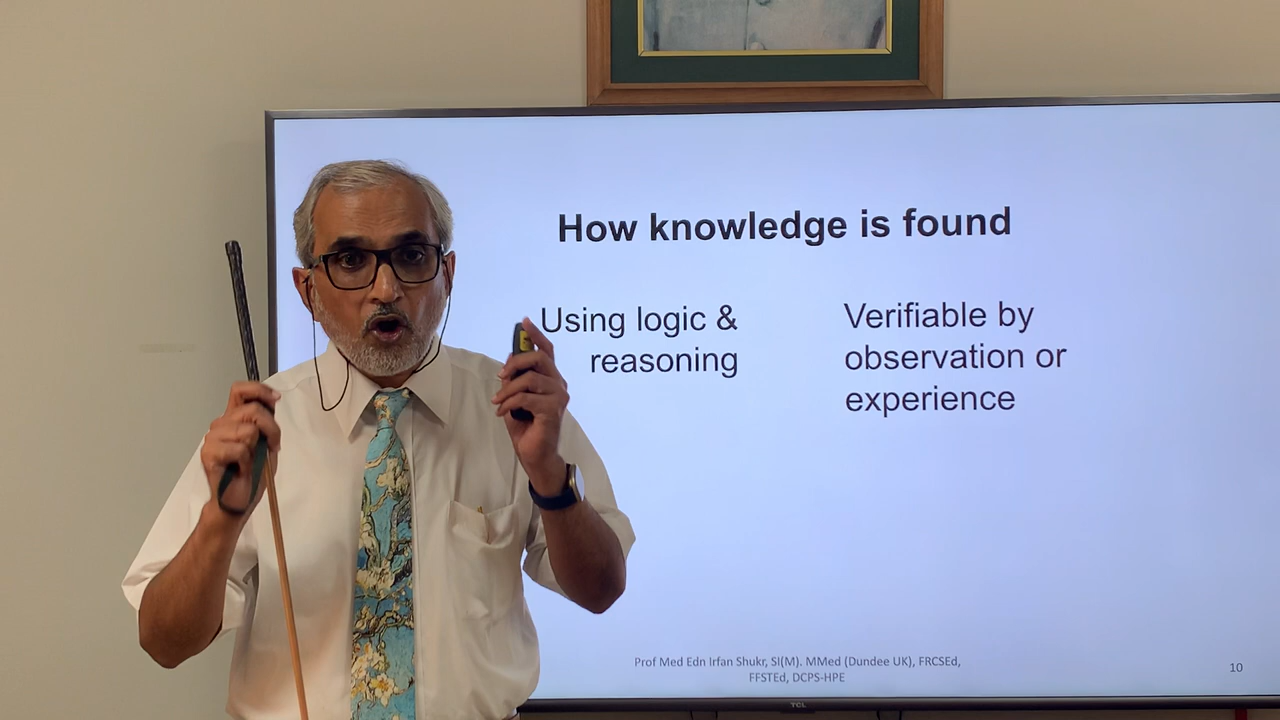 How knowledge is found
Using logic &
reasoning
Verifiable by
observation or
experience
Prof Med Edn Irfan Shukr, SI(M). MMed (Dundee UK), FRCSEd,
FFSTEd, DCPS-HPE
10
TCL